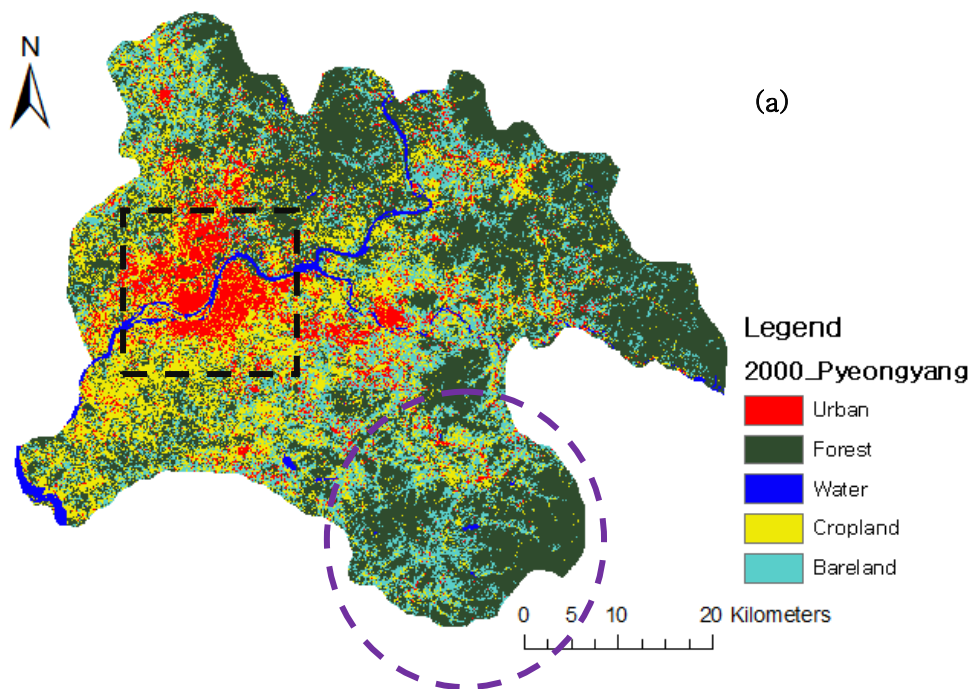 N
(a)
Legend
2000_Pyeongyang
Urban
Forest
Water
Cropland
Bareland
0 5 10 20 Kilometers